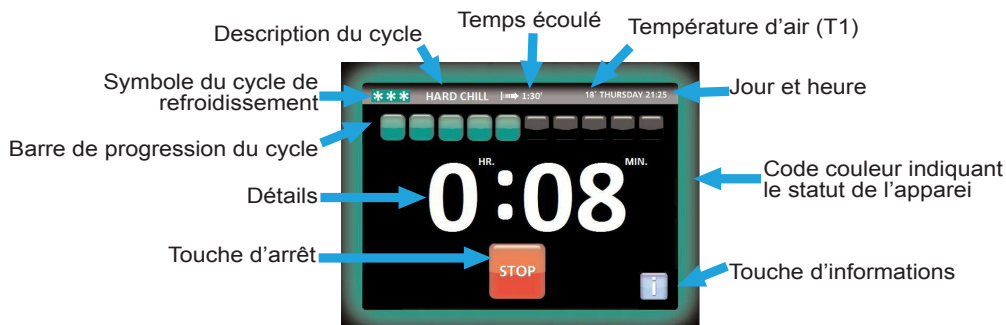 Temps écoulé
Description du cycle
Température d'air (T1)
Symbole du cycle de
refroidissement
Jour et heure
*** HARD CHILL 1:30' 18° THURSDAY 21:25
Barre de progression du cycle
HR. MIN.
0:08
Code couleur indiquant
le statut de l'apparei
Détails
Touche d'arrêt
STOP
i
Touche d'informations